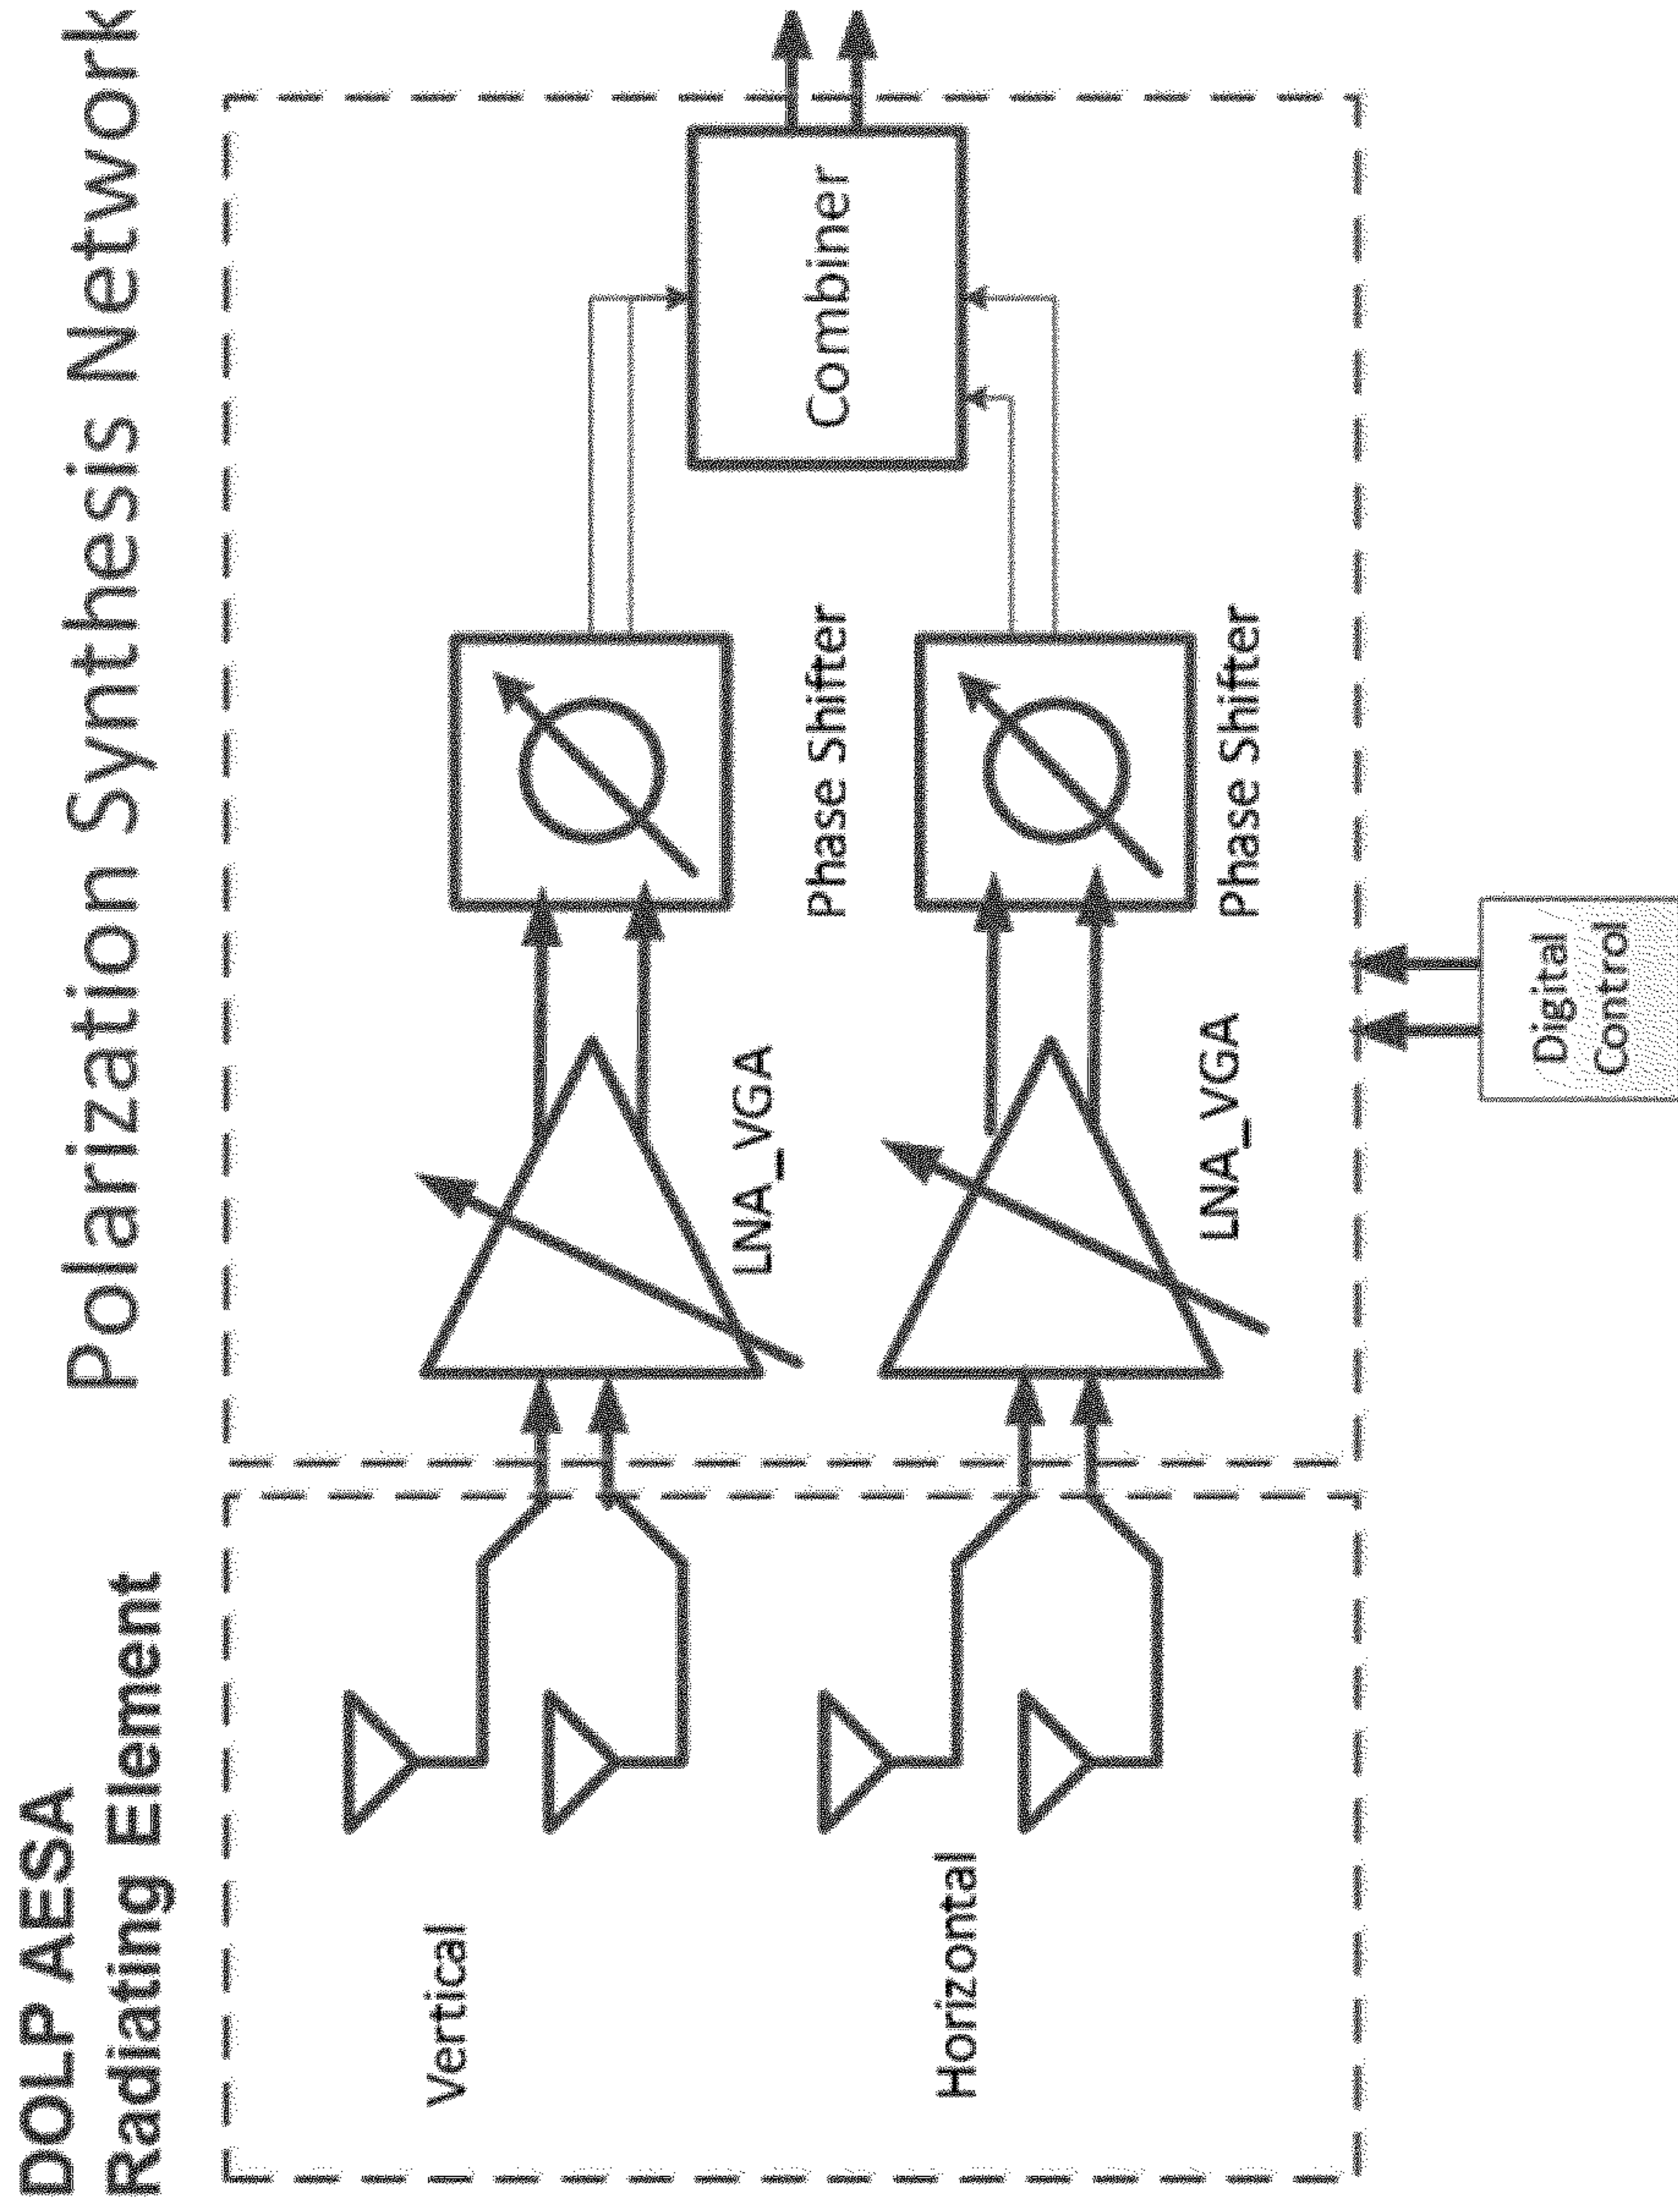 DOLP AESA
Radiating Element
Polarization Synthesis Network
Vertical
Horizontal
LNA_VGA
LNA_VGA
Phase Shifter
Phase Shifter
Combiner
Digital
Control